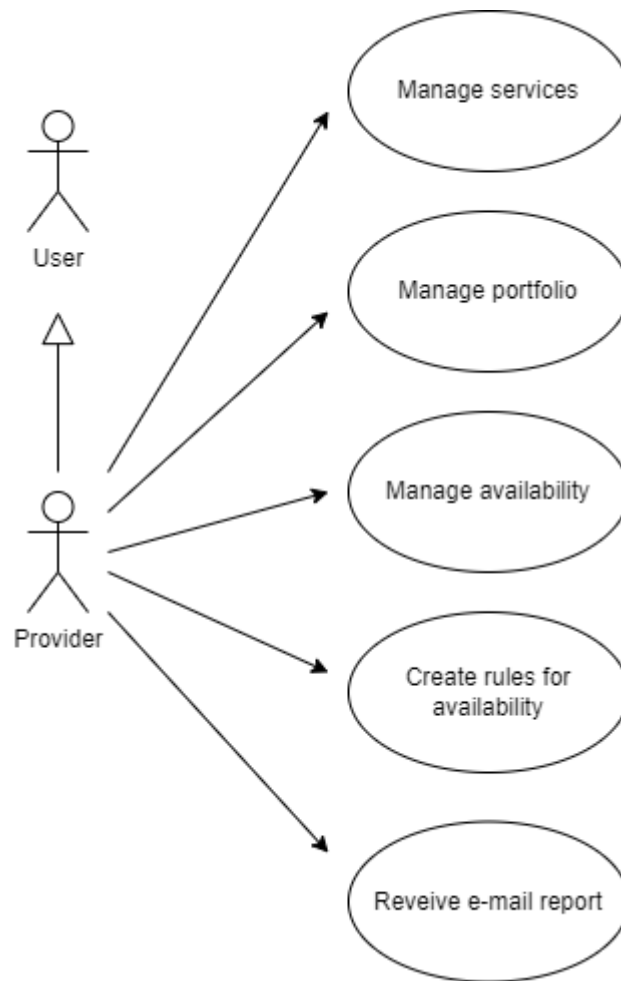 Manage services
User
Manage portfolio
Manage availability
Provider
Create rules for
availability
Reveive e-mail report